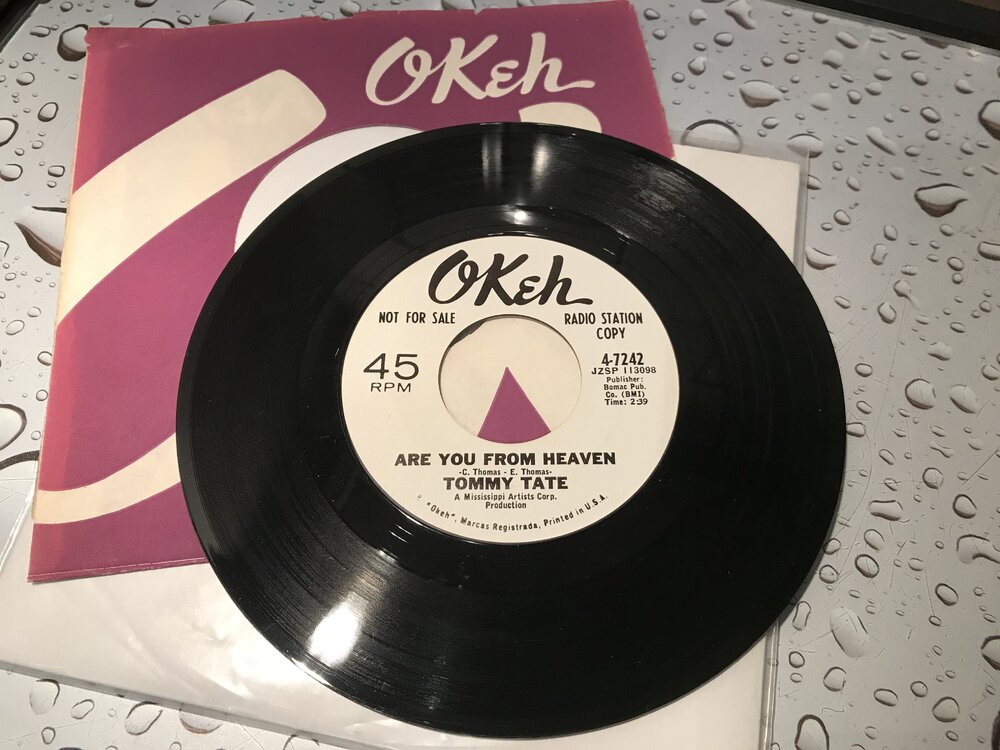 OKeh
OKeh
NOT FOR SALE
RADIO STATION
COPY
45
RPM
4-7242
JZSP 113098
Publisher:
Bomac Pub.
Co. (BMI)
Time: 2:39
ARE YOU FROM HEAVEN
-C. Thomas - E. Thomas-
TOMMY TATE
A Mississippi Artists Corp.
Production
"Okeh", Marcas Registrada, Printed in U.S.A.